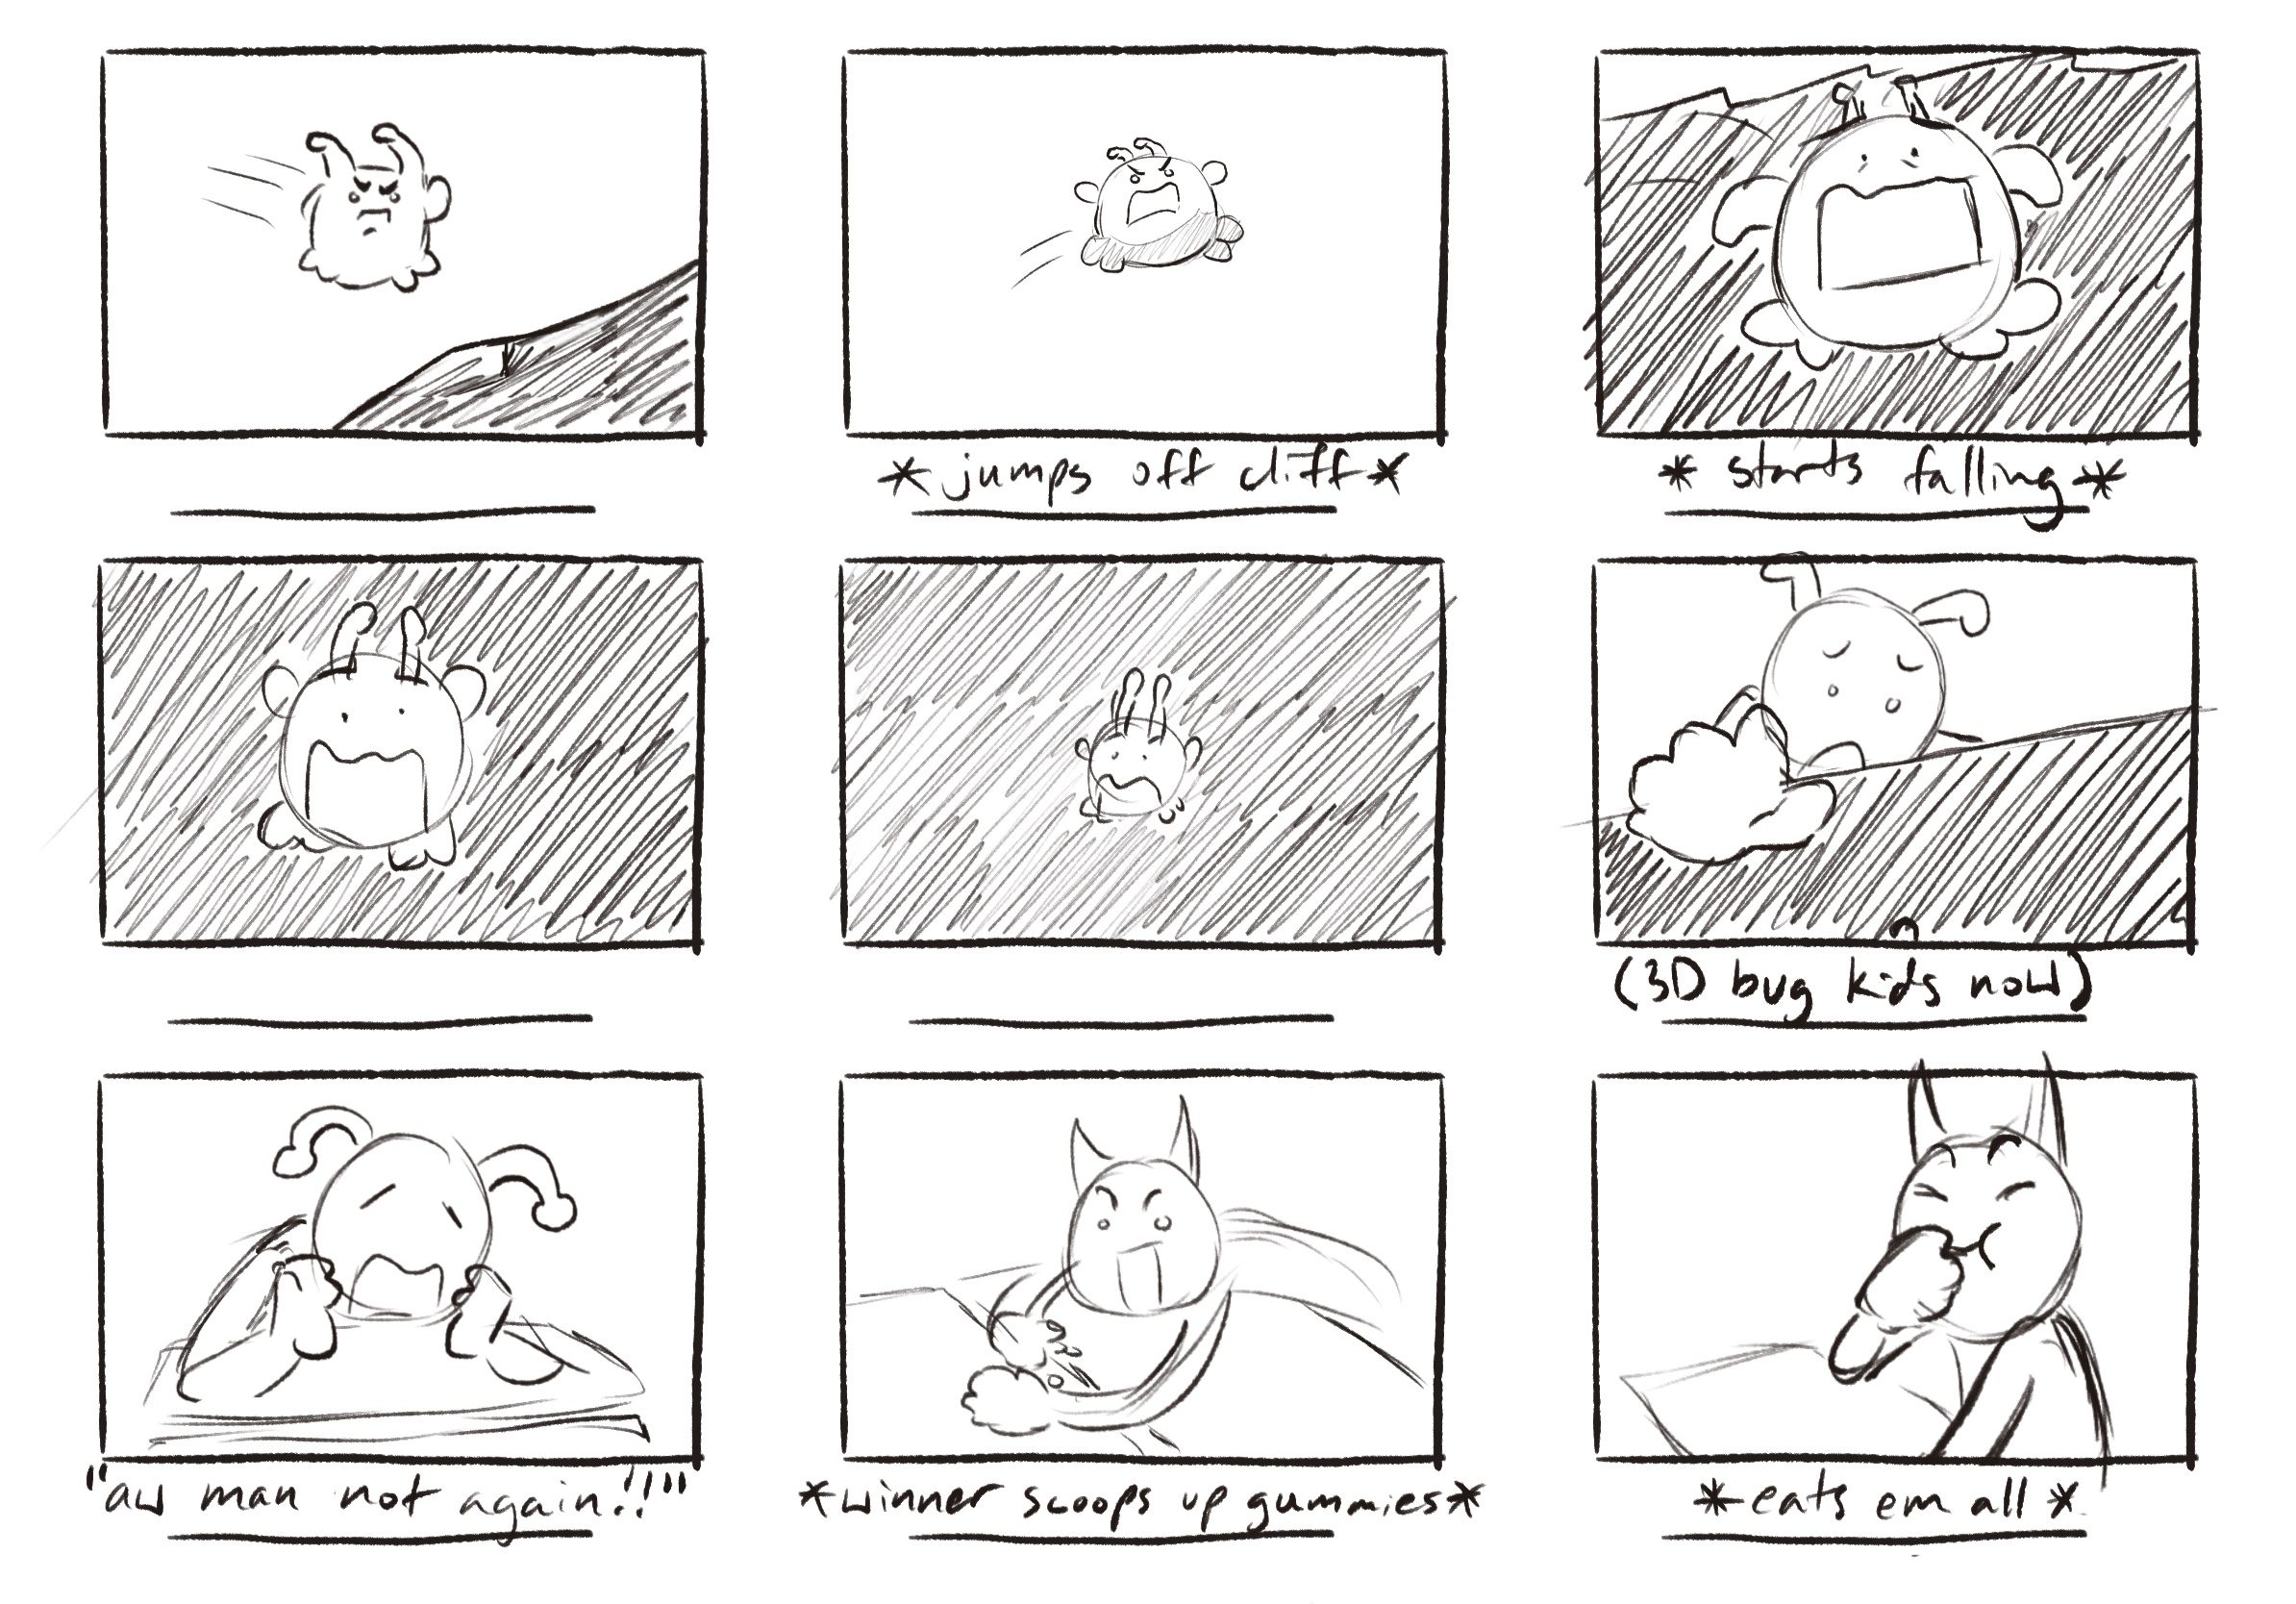 *jumps off cliff*
*starts falling*
(3D bug kids now)
"aw man not again!!"
*winner scoops up gummies*
*eats em all*